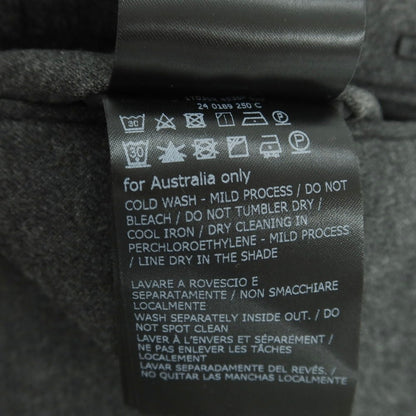 24 0189 250 C
30
30
for Australia only
COLD WASH - MILD PROCESS / DO NOT
BLEACH / DO NOT TUMBLER DRY /
COOL IRON / DRY CLEANING IN
PERCHLOROETHYLENE - MILD PROCESS
/ LINE DRY IN THE SHADE
LAVARE A ROVESCIO E
SEPARATAMENTE / NON SMACCHIARE
LOCALMENTE
WASH SEPARATELY INSIDE OUT. / DO
NOT SPOT CLEAN
LAVER À L'ENVERS ET SÉPARÉMENT /
NE PAS ENLEVER LES TÂCHES
LOCALEMENT
LAVAR SEPARADAMENTE DEL REVÉS. /
NO QUITAR LAS MANCHAS LOCALMENTE